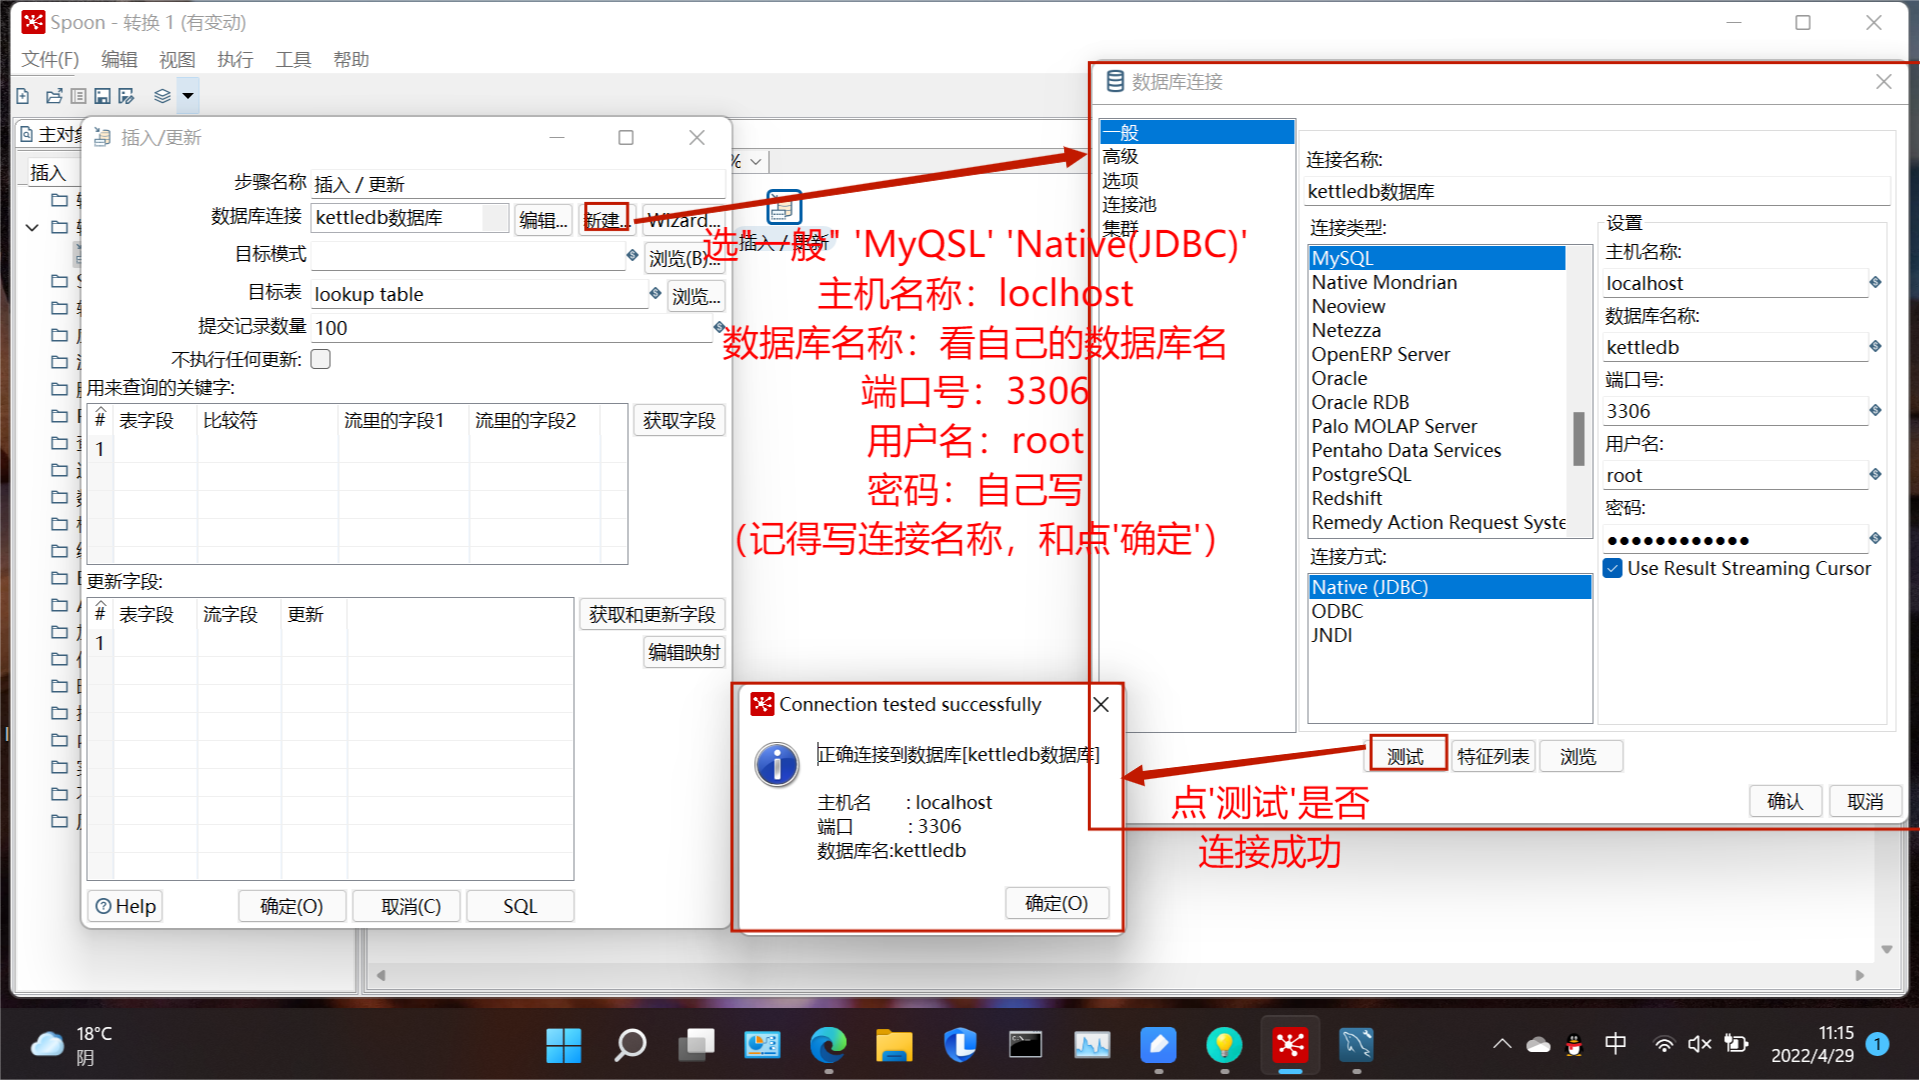 Spoon - 转换 1 (有变动)
文件(F) 编辑 视图 执行 工具 帮助
主对象
插入
插入/更新
步骤名称 插入 / 更新
数据库连接 kettledb数据库 编辑... 新建... Wizard...
目标模式 浏览(B)...
目标表 lookup table 浏览...
提交记录数量 100
不执行任何更新:
用来查询的关键字:
# 表字段 比较符 流里的字段1 流里的字段2 获取字段
1
更新字段:
# 表字段 流字段 更新 获取和更新字段
1
编辑映射
Help 确定(O) 取消(C) SQL
%
插入 / 更新
选"一般" 'MyQSL' 'Native(JDBC)'
主机名称：loclhost
数据库名称：看自己的数据库名
端口号：3306
用户名：root
密码：自己写
（记得写连接名称，和点'确定'）
数据库连接
一般
高级
选项
连接池
集群
连接名称:
kettledb数据库
连接类型:
MySQL
Native Mondrian
Neoview
Netezza
OpenERP Server
Oracle
Oracle RDB
Palo MOLAP Server
Pentaho Data Services
PostgreSQL
Redshift
Remedy Action Request Syste
连接方式:
Native (JDBC)
ODBC
JNDI
设置
主机名称:
localhost
数据库名称:
kettledb
端口号:
3306
用户名:
root
密码:
●●●●●●●●●●●●
Use Result Streaming Cursor
测试 特征列表 浏览
确认 取消
点'测试'是否
连接成功
Connection tested successfully
正确连接到数据库[kettledb数据库]
主机名 : localhost
端口 : 3306
数据库名:kettledb
确定(O)
18°C
阴
中
11:15
2022/4/29
1